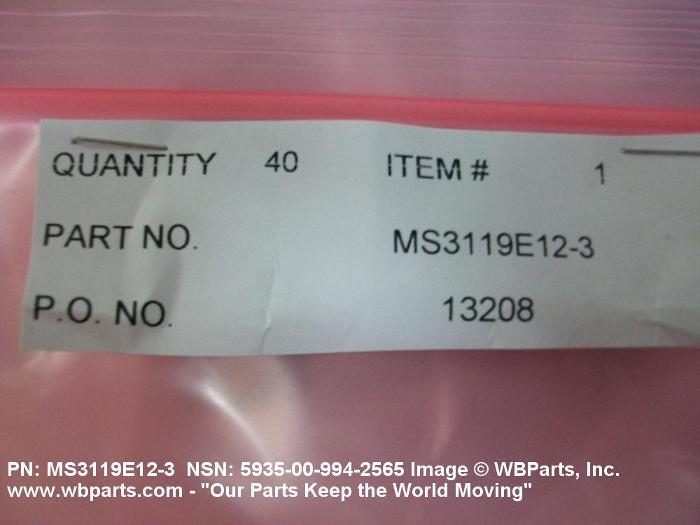 QUANTITY 40 ITEM # 1
PART NO. MS3119E12-3
P.O. NO. 13208
PN: MS3119E12-3 NSN: 5935-00-994-2565 Image © WBParts, Inc.
www.wbparts.com - "Our Parts Keep the World Moving"